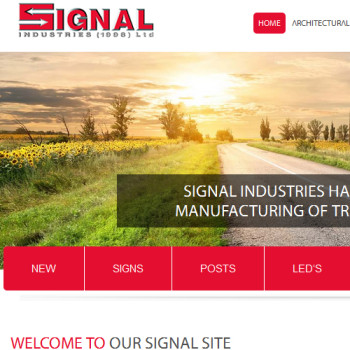 SIGNAL
INDUSTRIES (1998) Ltd
HOME ARCHITECTURAL
SIGNAL INDUSTRIES HA
MANUFACTURING OF TR
NEW SIGNS POSTS LED'S
WELCOME TO OUR SIGNAL SITE